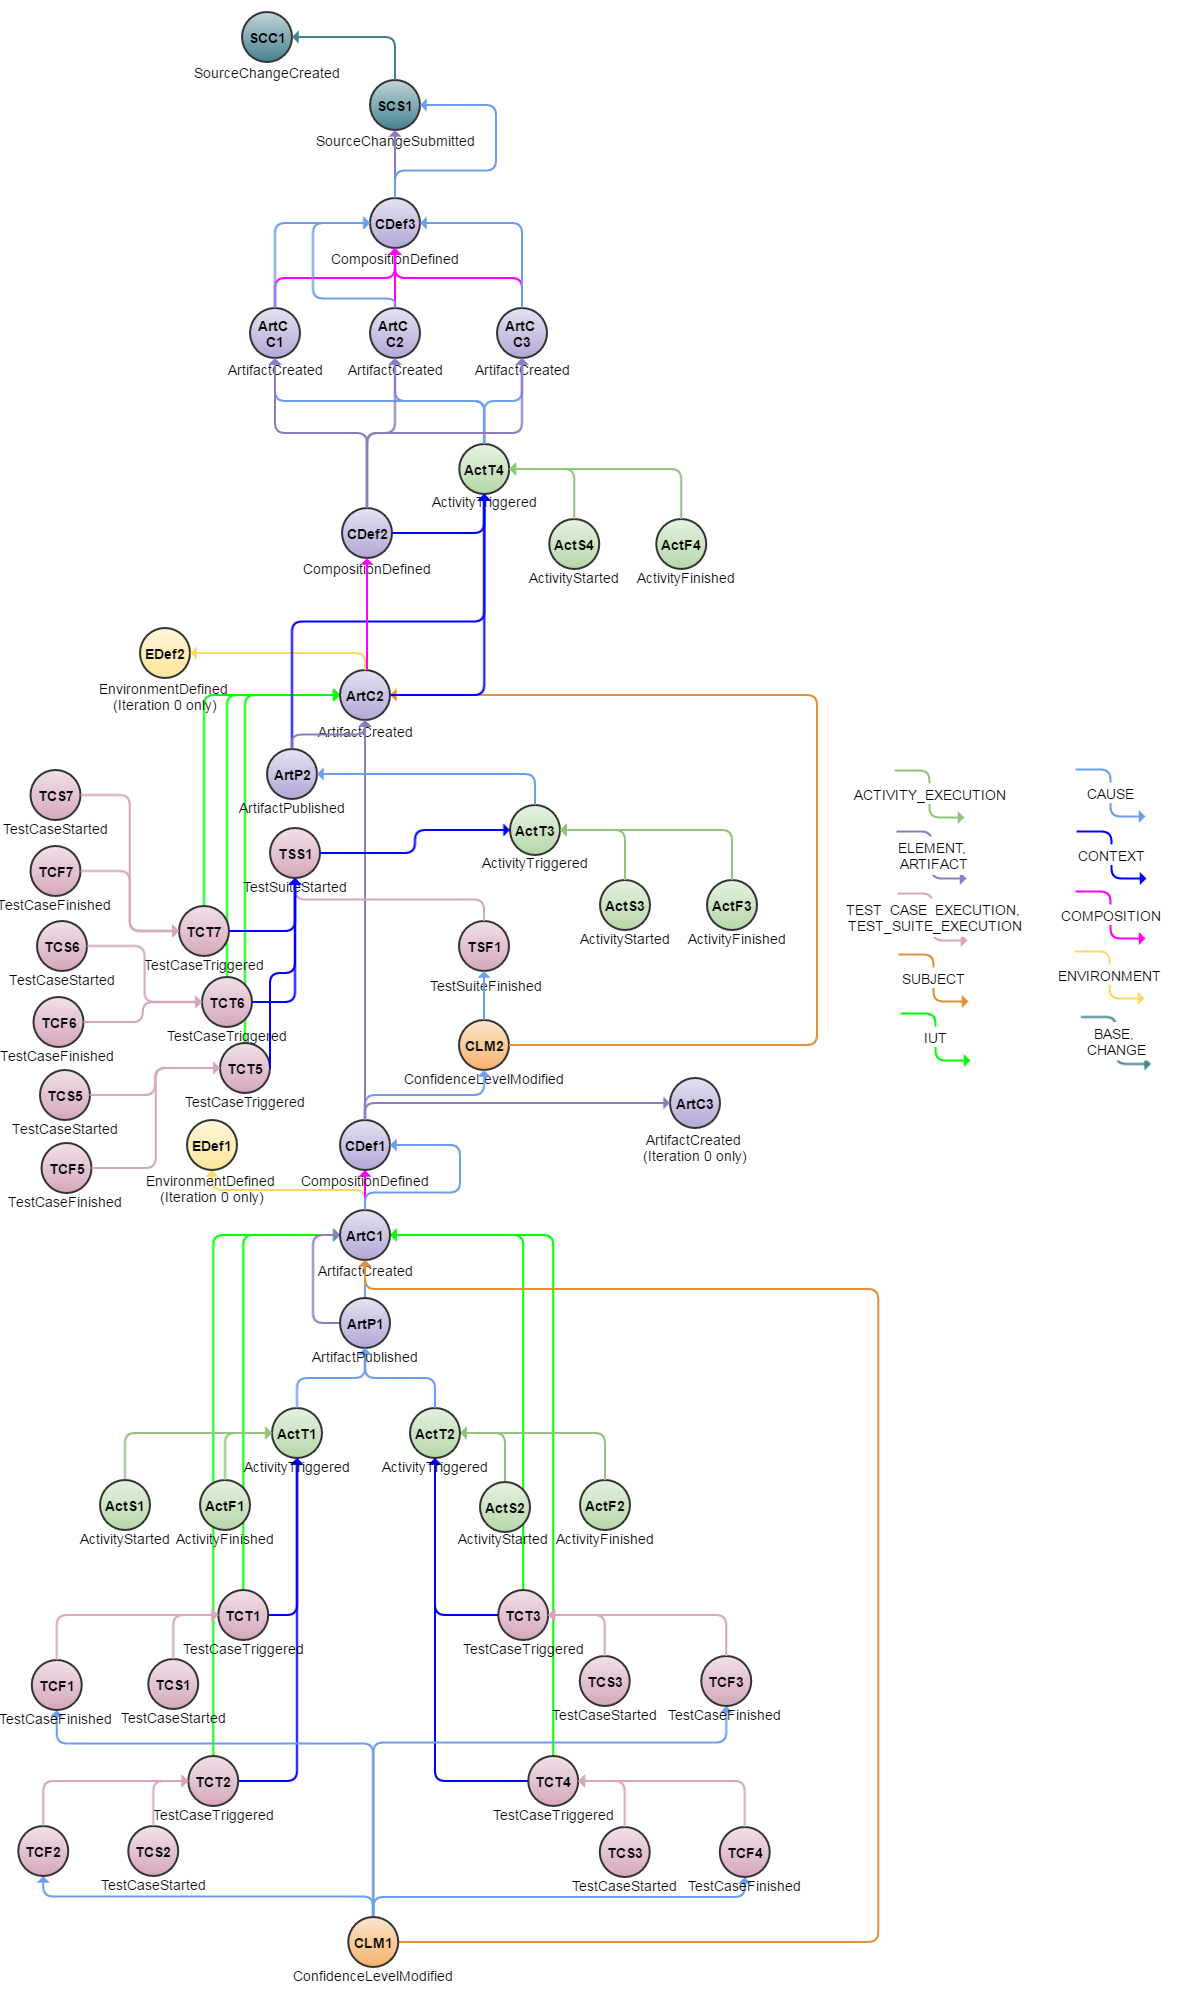 SCC1
SourceChangeCreated
SCS1
SourceChangeSubmitted
CDef3
CompositionDefined
ArtC
C1
ArtifactCreated
ArtC
C2
ArtifactCreated
ArtC
C3
ArtifactCreated
ActT4
ActivityTriggered
CDef2
CompositionDefined
ActS4
ActivityStarted
ActF4
ActivityFinished
EDef2
EnvironmentDefined
(Iteration 0 only)
ArtC2
ArtifactCreated
ArtP2
ArtifactPublished
TCS7
TestCaseStarted
TSS1
TestSuiteStarted
ActT3
ActivityTriggered
TCF7
TestCaseFinished
ActS3
ActivityStarted
ActF3
ActivityFinished
TCT7
TestCaseTriggered
TCS6
TestCaseStarted
TSF1
TestSuiteFinished
TCT6
TestCaseTriggered
TCF6
TestCaseFinished
CLM2
ConfidenceLevelModified
TCT5
TestCaseTriggered
TCS5
TestCaseStarted
ArtC3
ArtifactCreated
(Iteration 0 only)
TCF5
TestCaseFinished
EDef1
EnvironmentDefined
(Iteration 0 only)
CDef1
CompositionDefined
ACTIVITY_EXECUTION
CAUSE
ELEMENT,
ARTIFACT
CONTEXT
TEST_CASE_EXECUTION,
TEST_SUITE_EXECUTION
COMPOSITION
SUBJECT
ENVIRONMENT
IUT
BASE,
CHANGE
ArtC1
ArtifactCreated
ArtP1
ArtifactPublished
ActT1
ActivityTriggered
ActT2
ActivityTriggered
ActS1
ActivityStarted
ActF1
ActivityFinished
ActS2
ActivityStarted
ActF2
ActivityFinished
TCT1
TestCaseTriggered
TCT3
TestCaseTriggered
TCF1
TestCaseFinished
TCS1
TestCaseStarted
TCS3
TestCaseStarted
TCF3
TestCaseFinished
TCT2
TestCaseTriggered
TCT4
TestCaseTriggered
TCF2
TCS2
TestCaseStarted
TCS3
TestCaseStarted
TCF4
TestCaseFinished
CLM1
ConfidenceLevelModified